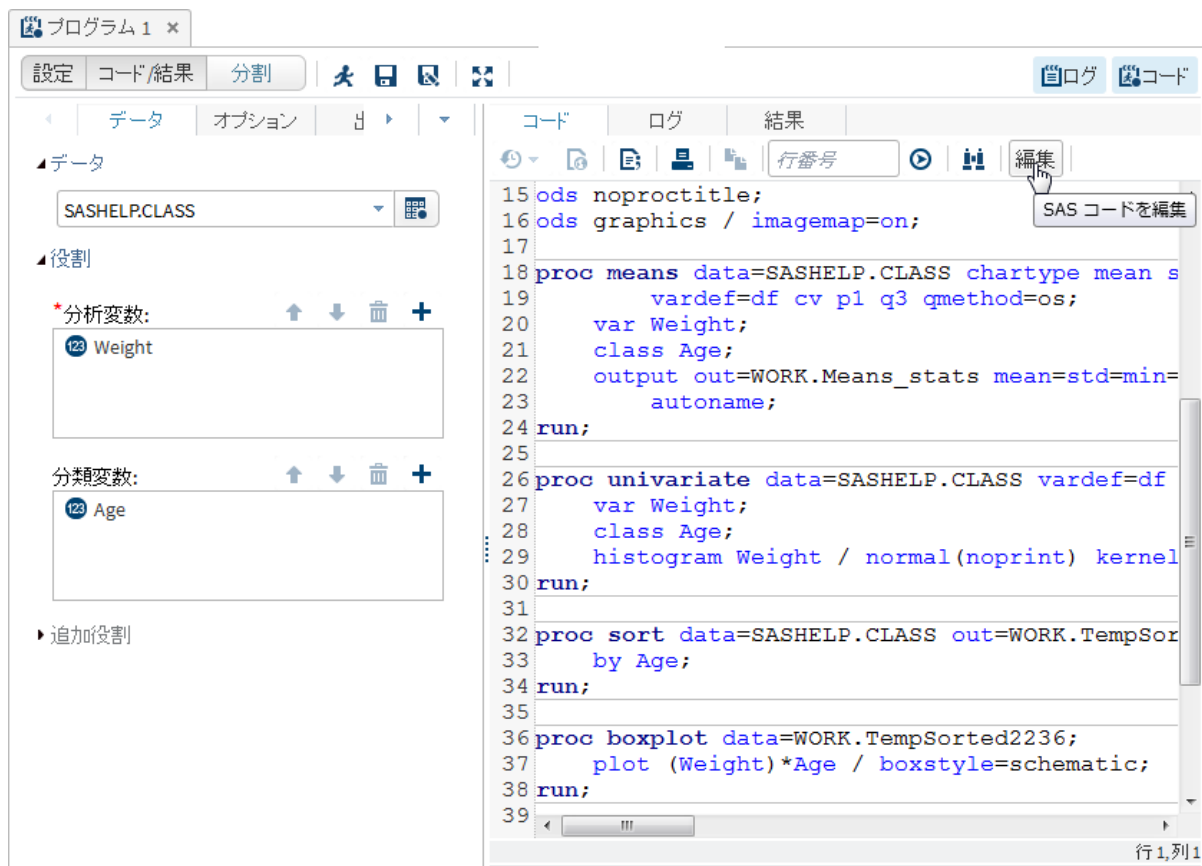 プログラム 1 ×
設定 コード/結果 分割
ログ コード
データ オプション
コード ログ 結果
データ
SASHELP.CLASS
役割
*分析変数:
123 Weight
分類変数:
123 Age
追加役割
行番号 編集
SAS コードを編集
15 ods noproctitle;
16 ods graphics / imagemap=on;
17
18 proc means data=SASHELP.CLASS chartype mean s
19 vardef=df cv p1 q3 qmethod=os;
20 var Weight;
21 class Age;
22 output out=WORK.Means_stats mean=std=min=
23 autoname;
24 run;
25
26 proc univariate data=SASHELP.CLASS vardef=df
27 var Weight;
28 class Age;
29 histogram Weight / normal(noprint) kernel
30 run;
31
32 proc sort data=SASHELP.CLASS out=WORK.TempSor
33 by Age;
34 run;
35
36 proc boxplot data=WORK.TempSorted2236;
37 plot (Weight)*Age / boxstyle=schematic;
38 run;
39
行 1,列 1